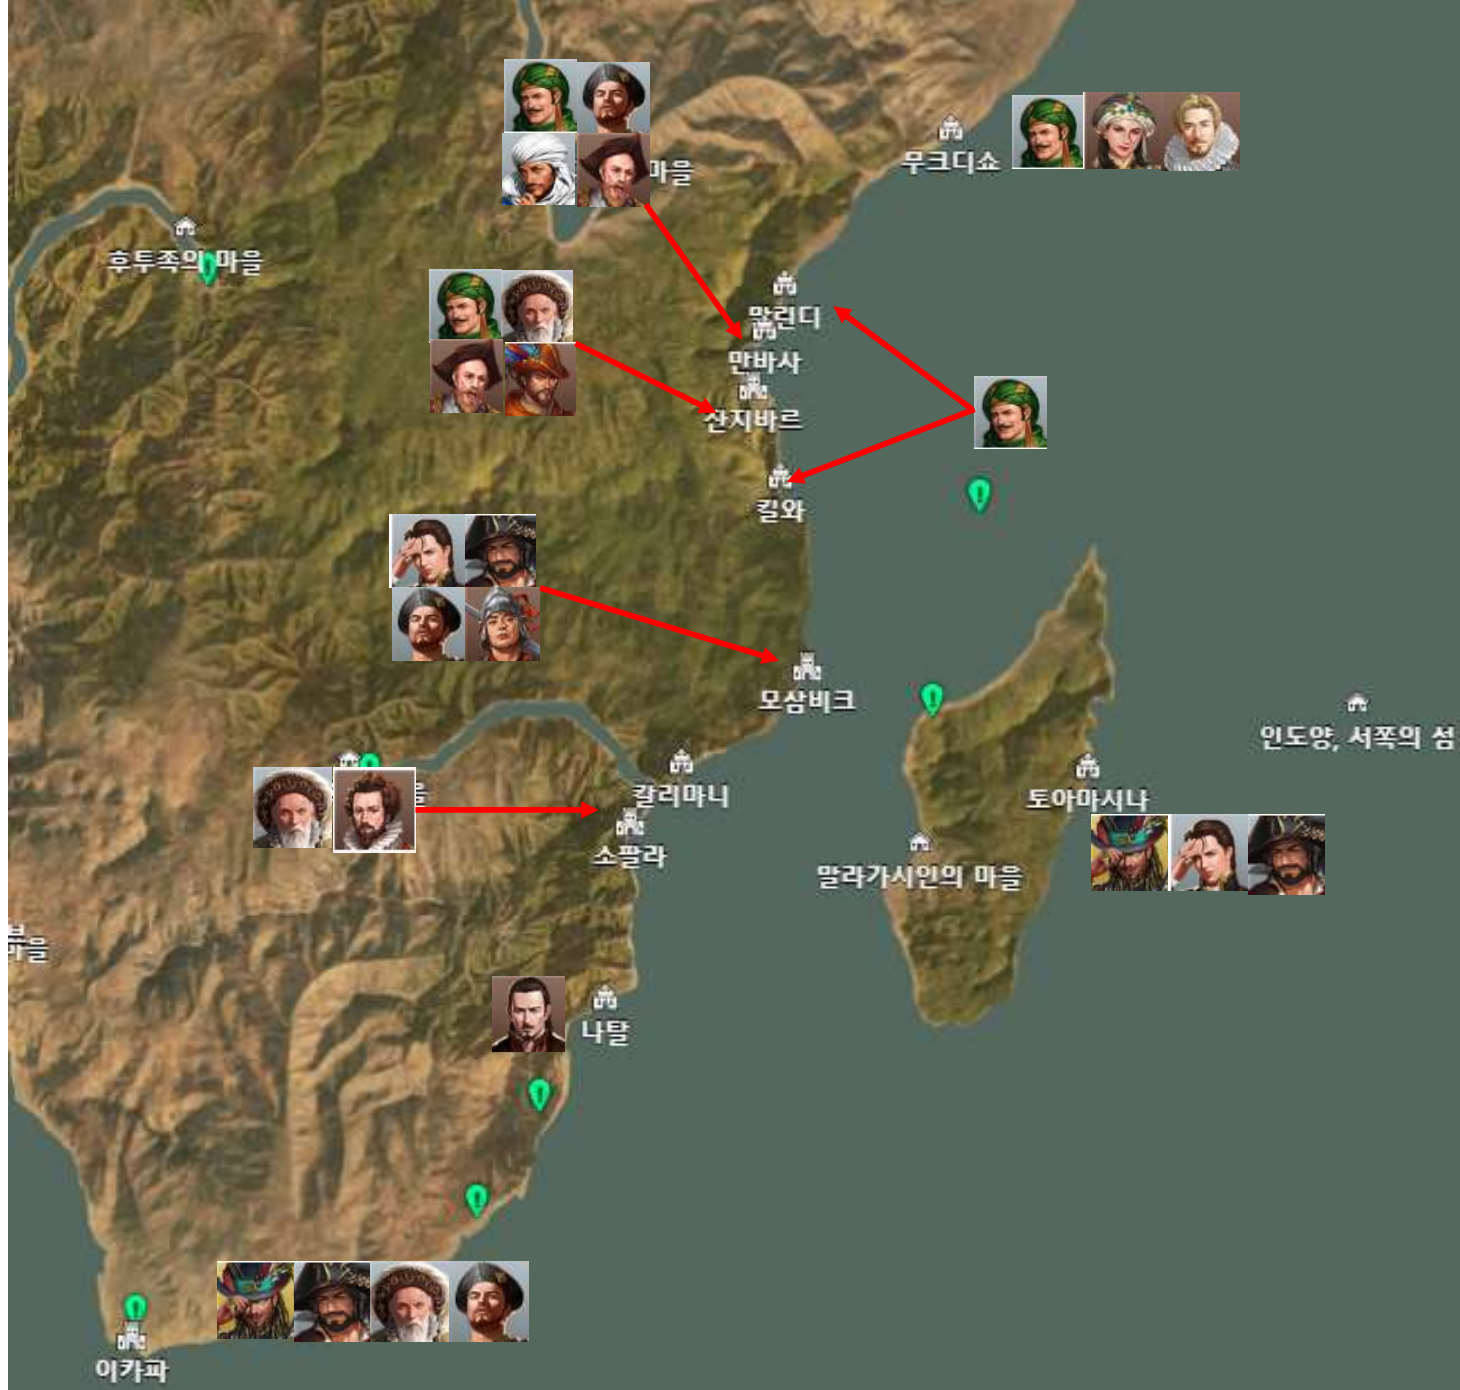 무크디쇼
마을
후투족의 마을
말린디
만바사
잔지바르
킬와
모잠비크
인도양, 서쪽의 섬
칼리마니
토아마시나
소팔라
말라가시인의 마을
마을
나탈
이카파